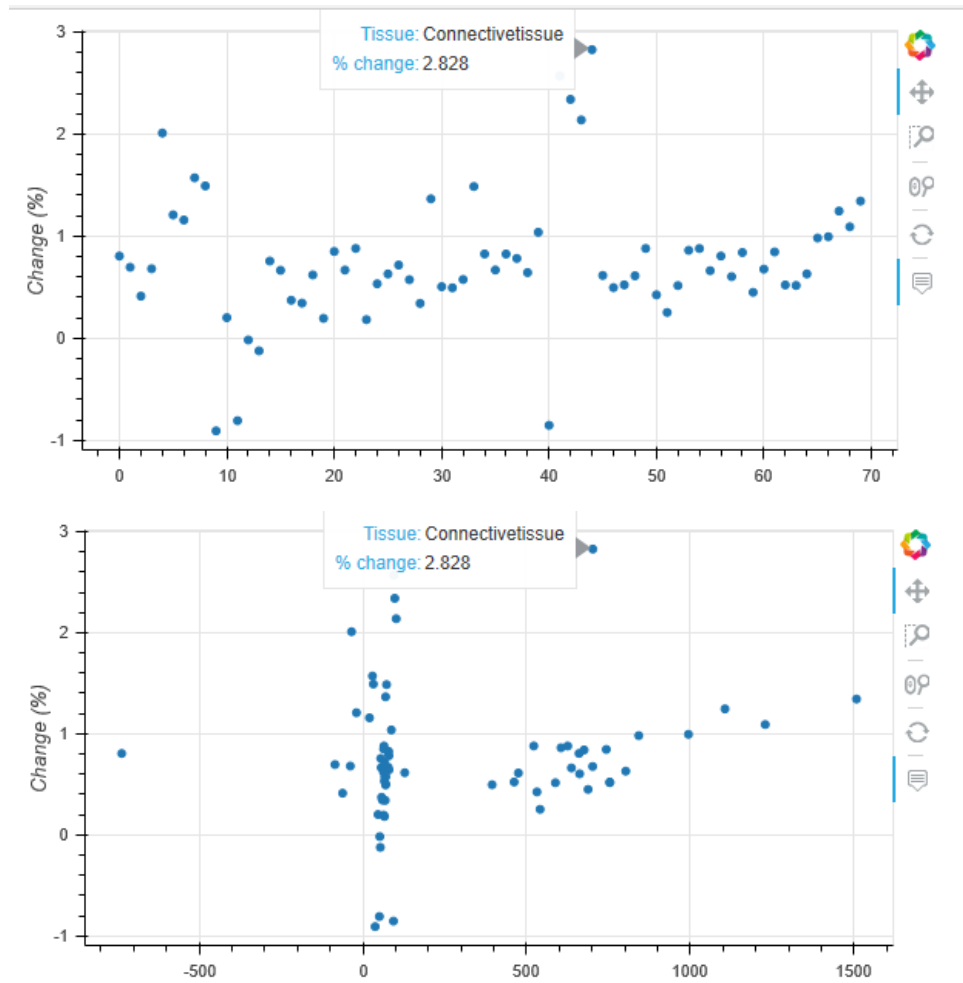 3
Tissue: Connectivetissue
% change: 2.828
2
1
0
-1
Change (%)
0 10 20 30 40 50 60 70
3
Tissue: Connectivetissue
% change: 2.828
2
1
0
-1
Change (%)
-500 0 500 1000 1500